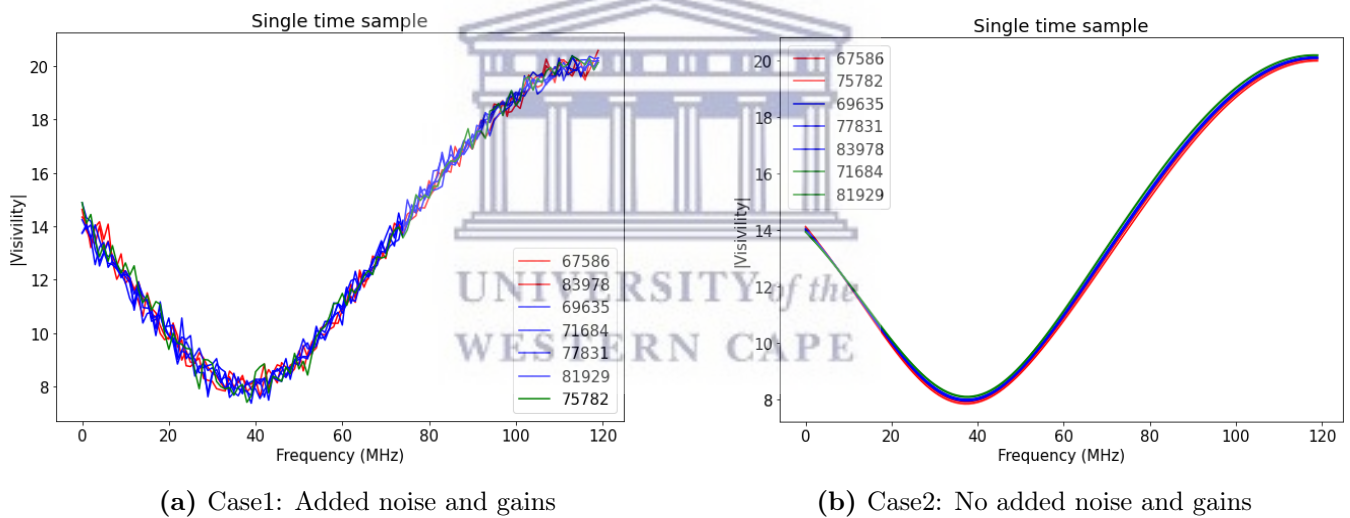 Single time sample
|Visivility|
20
18
16
14
12
10
8
67586
83978
69635
71684
77831
81929
75782
0 20 40 60 80 100 120
Frequency (MHz)
(a) Case1: Added noise and gains
Single time sample
|Visivility|
20
18
16
14
12
10
8
67586
75782
69635
77831
83978
71684
81929
0 20 40 60 80 100 120
Frequency (MHz)
(b) Case2: No added noise and gains
UNIVERSITY of the
WESTERN CAPE